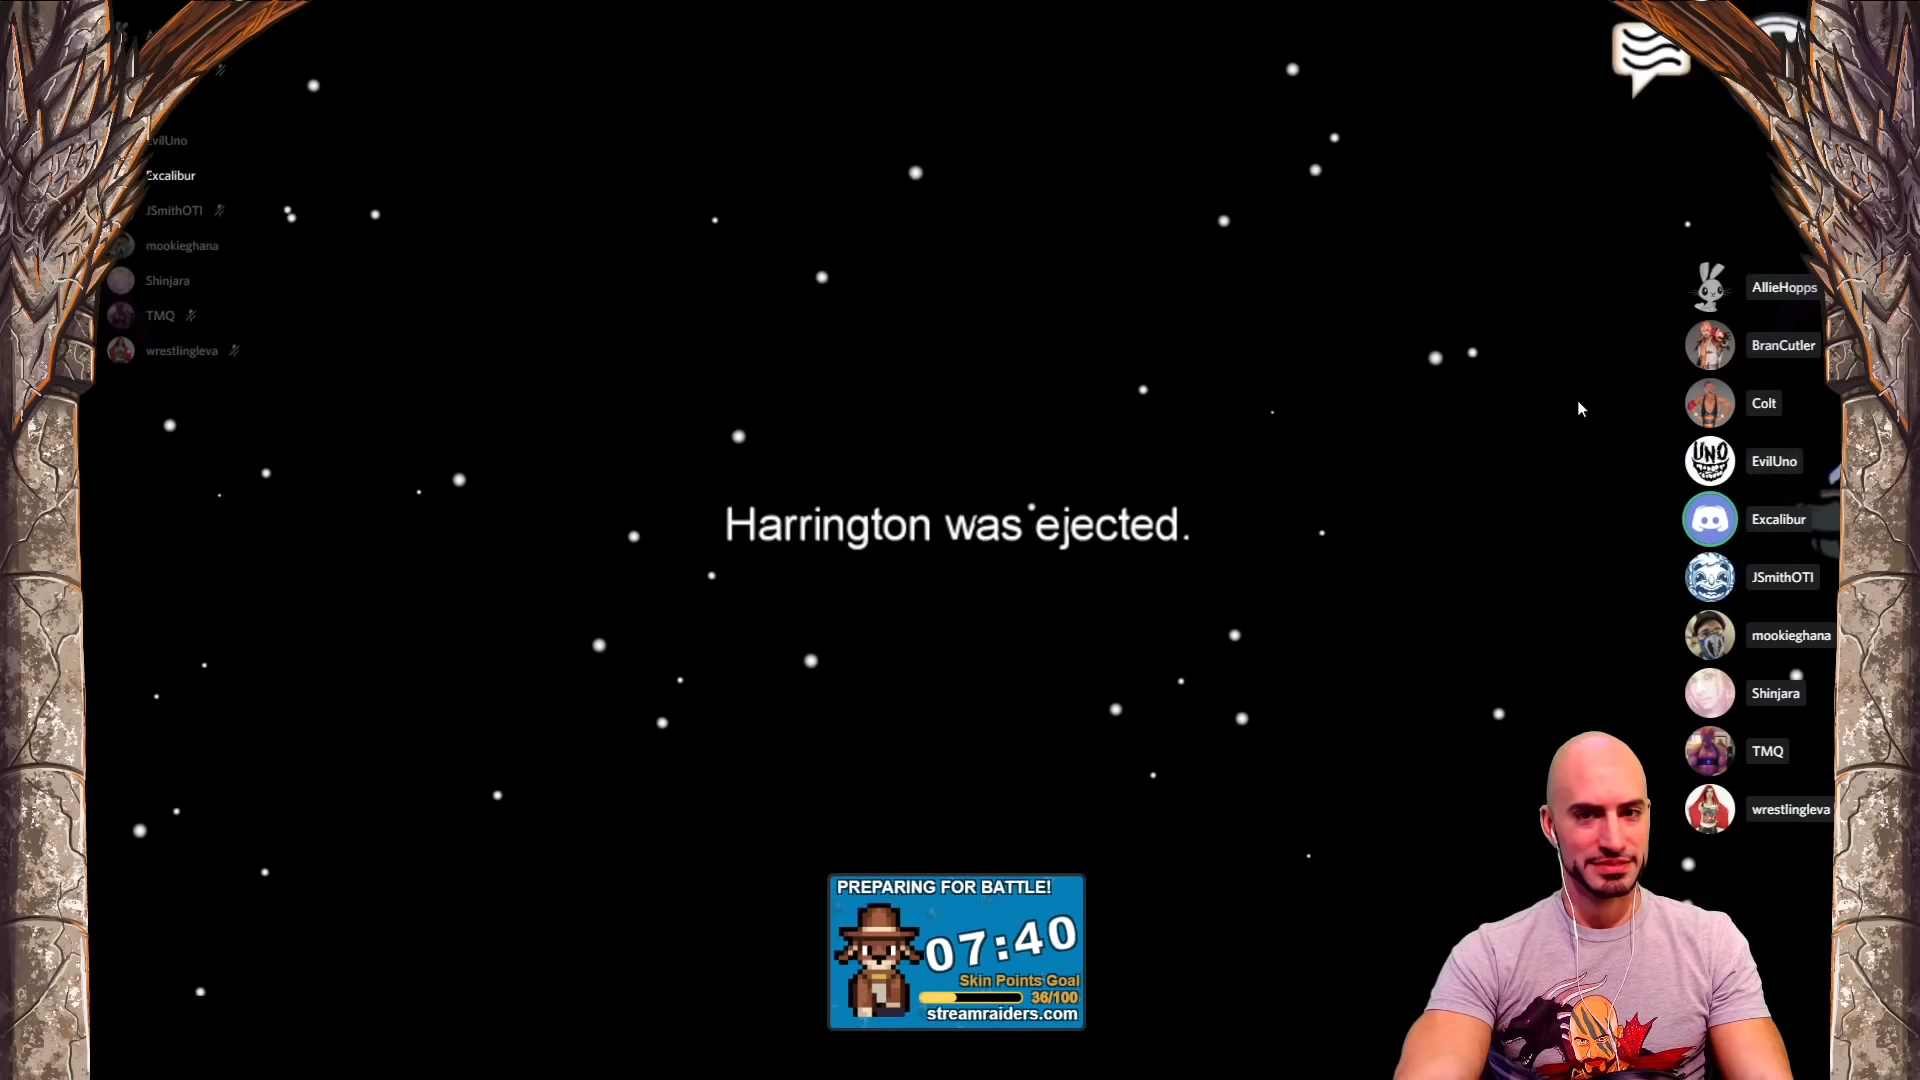 Excalibur
JSmithOTI
mookieghana
Shinjara
TMQ
wrestlingleva
Harrington was ejected.
AllieHopps
BranCutler
Colt
UNO
EvilUno
Excalibur
JSmithOTI
mookieghana
Shinjara
TMQ
wrestlingleva
PREPARING FOR BATTLE!
07:40
Skin Points Goal
36/100
streamraiders.com